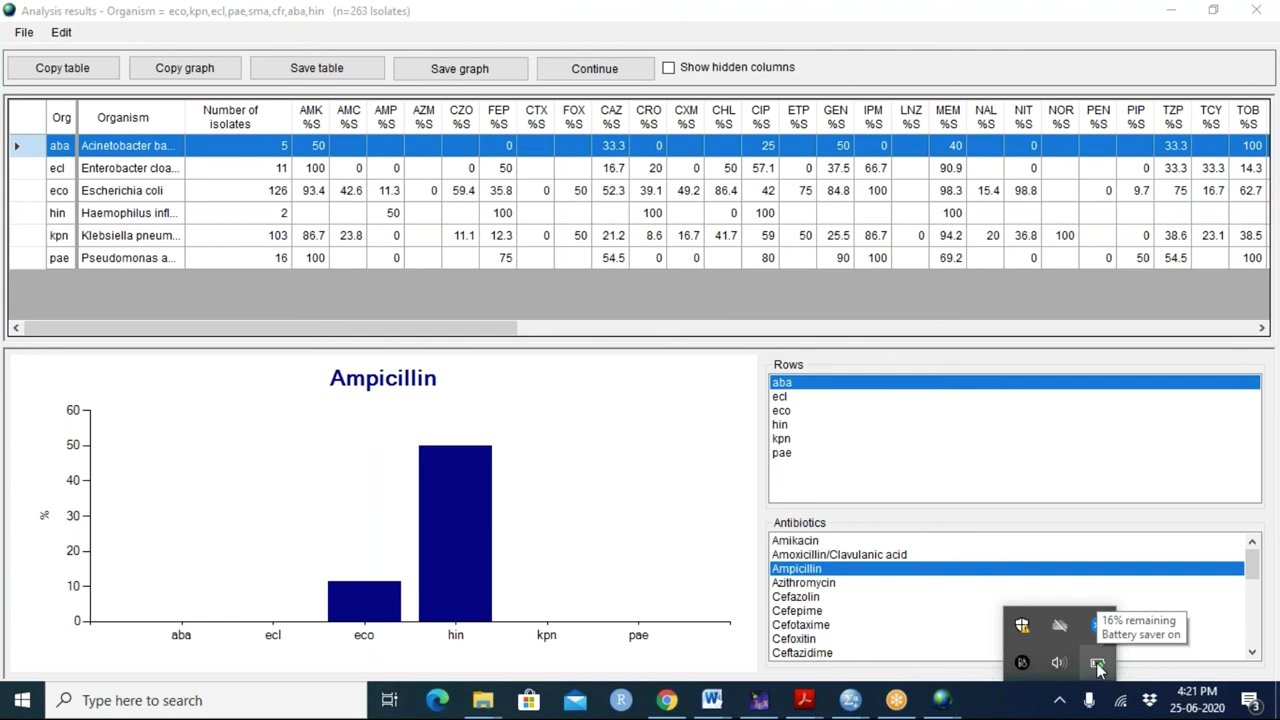 Analysis results - Organism = eco,kpn,ecl,pae,sma,cfr,aba,hin (n=263 Isolates)
File Edit
Copy table Copy graph Save table Save graph Continue Show hidden columns
Org Organism Number of isolates AMK %S AMC %S AMP %S AZM %S CZO %S FEP %S CTX %S FOX %S CAZ %S CRO %S CXM %S CHL %S CIP %S ETP %S GEN %S IPM %S LNZ %S MEM %S NAL %S NIT %S NOR %S PEN %S PIP %S TZP %S TCY %S TOB %S
aba Acinetobacter ba... 5 50 0 33.3 0 25 50 0 40 0 33.3 100
ecl Enterobacter cloa... 11 100 0 0 0 50 16.7 20 0 50 57.1 0 37.5 66.7 90.9 0 0 33.3 33.3 14.3
eco Escherichia coli 126 93.4 42.6 11.3 0 59.4 35.8 0 50 52.3 39.1 49.2 86.4 42 75 84.8 100 98.3 15.4 98.8 0 9.7 75 16.7 62.7
hin Haemophilus infl... 2 50 100 100 0 100 100
kpn Klebsiella pneum... 103 86.7 23.8 0 11.1 12.3 0 50 21.2 8.6 16.7 41.7 59 50 25.5 86.7 0 94.2 20 36.8 100 0 38.6 23.1 38.5
pae Pseudomonas a... 16 100 75 54.5 0 0 80 90 100 69.2 0 0 50 54.5 100
Ampicillin
60
50
40
30
20
10
0
%
aba ecl eco hin kpn pae
Rows
aba
ecl
eco
hin
kpn
pae
Antibiotics
Amikacin
Amoxicillin/Clavulanic acid
Ampicillin
Azithromycin
Cefazolin
Cefepime
Cefotaxime
Cefoxitin
Ceftazidime
16% remaining
Battery saver on
Type here to search
4:21 PM
25-06-2020
3